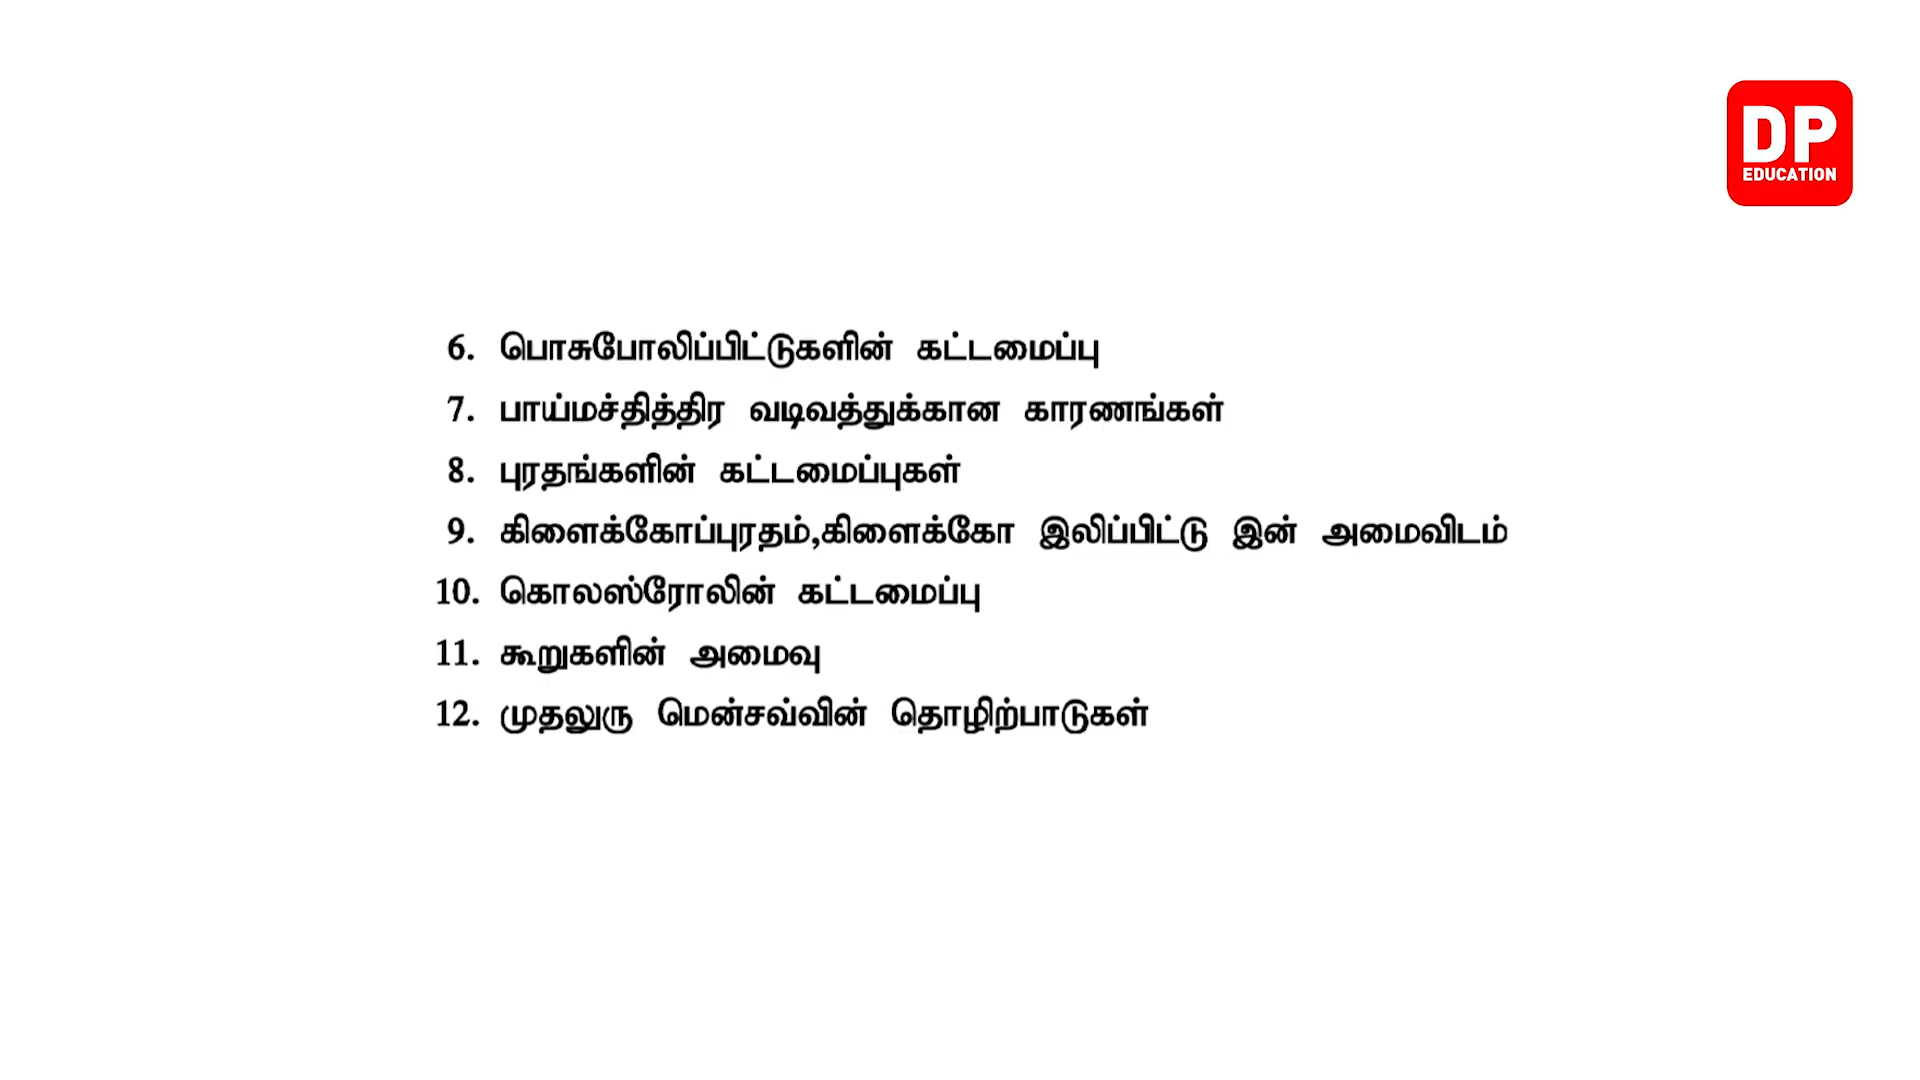 DP
EDUCATION
6. பொசுபோலிப்பிட்டுகளின் கட்டமைப்பு
7. பாய்மச்தித்திர வடிவத்துக்கான காரணங்கள்
8. புரதங்களின் கட்டமைப்புகள்
9. கிளைக்கோப்புரதம்,கிளைக்கோ இலிப்பிட்டு இன் அமைவிடம்
10. கொலஸ்ரோலின் கட்டமைப்பு
11. கூறுகளின் அமைவு
12. முதலுரு மென்சவ்வின் தொழிற்பாடுகள்